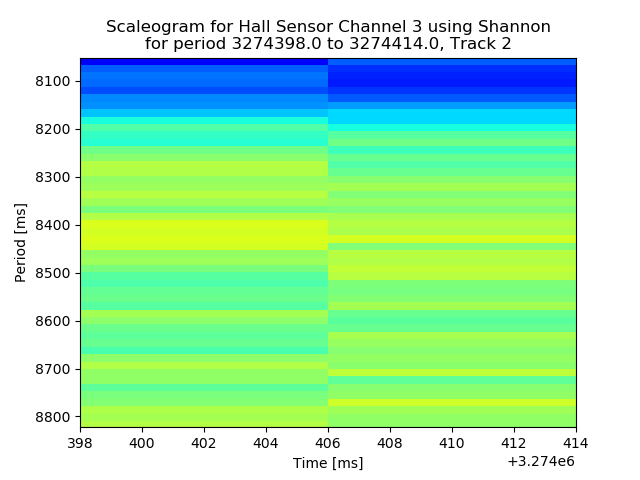 Scaleogram for Hall Sensor Channel 3 using Shannon
for period 3274398.0 to 3274414.0, Track 2
Period [ms]
8100
8200
8300
8400
8500
8600
8700
8800
398 400 402 404 406 408 410 412 414
Time [ms]
+3.274e6